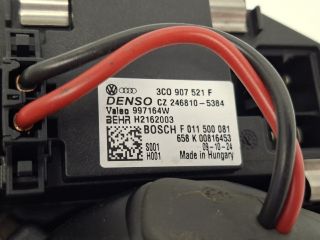 3C0 907 521 F
DENSO CZ 246810-5384
Valeo 997164W
BEHR H2162003
BOSCH F 011 500 081
658 K 00816453
S001 09-10-24
H001 Made in Hungary